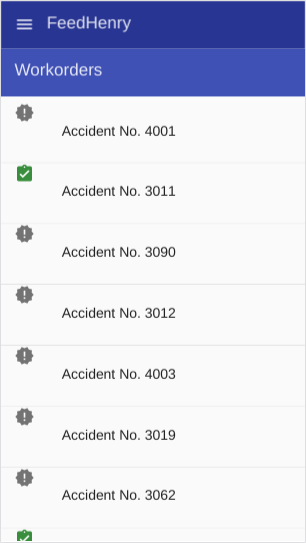 FeedHenry
Workorders
Accident No. 4001
Accident No. 3011
Accident No. 3090
Accident No. 3012
Accident No. 4003
Accident No. 3019
Accident No. 3062